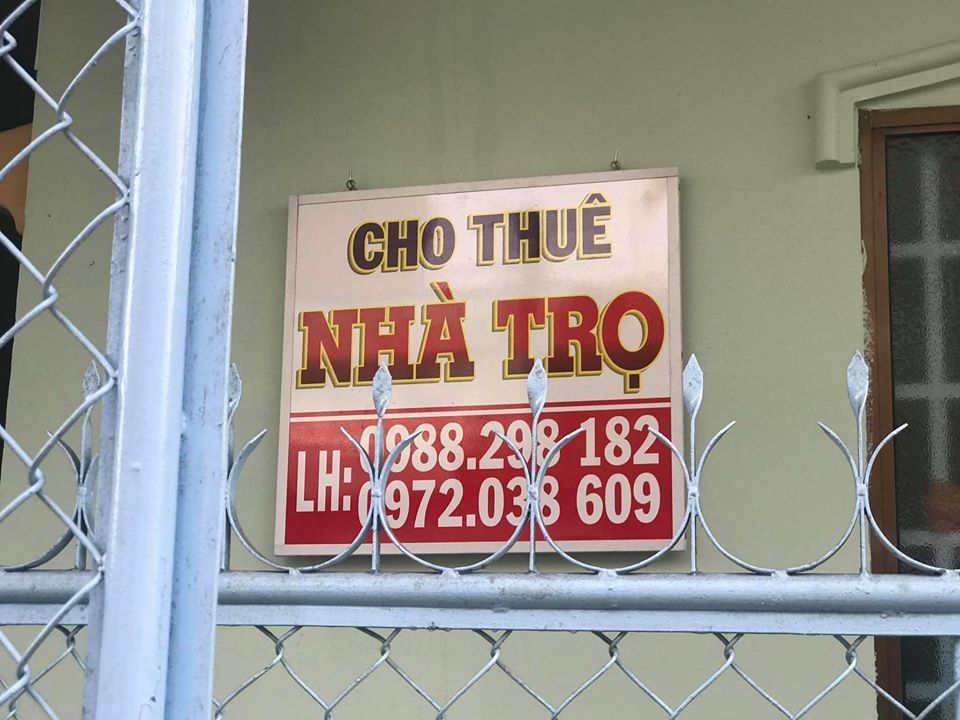 CHO THUÊ
NHÀ TRỌ
LH: 0988.298 182
0972.038 609